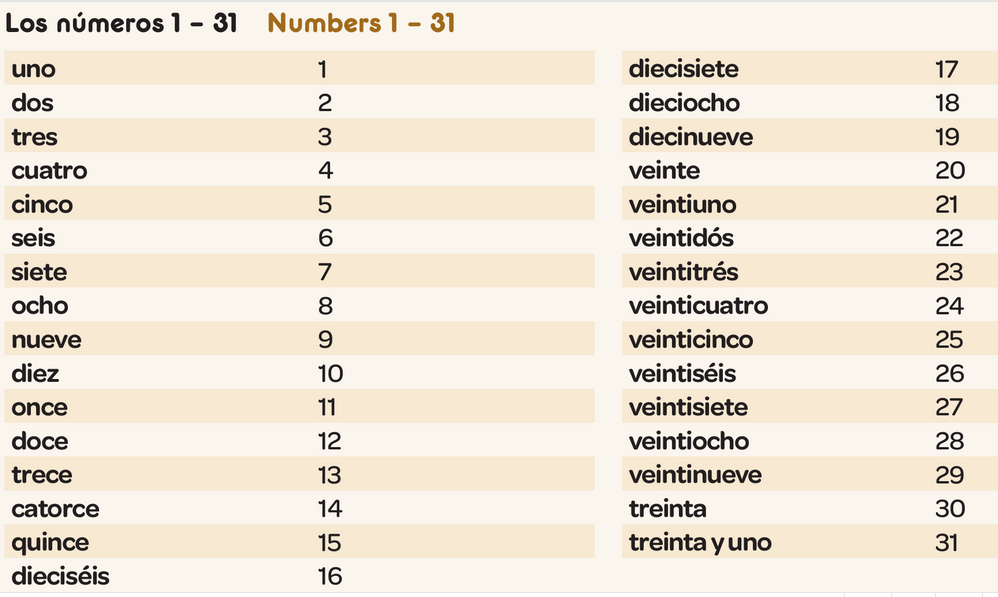 Los números 1 – 31 Numbers 1 – 31
uno 1
dos 2
tres 3
cuatro 4
cinco 5
seis 6
siete 7
ocho 8
nueve 9
diez 10
once 11
doce 12
trece 13
catorce 14
quince 15
dieciséis 16
diecisiete 17
dieciocho 18
diecinueve 19
veinte 20
veintiuno 21
veintidós 22
veintitrés 23
veinticuatro 24
veinticinco 25
veintiséis 26
veintisiete 27
veintiocho 28
veintinueve 29
treinta 30
treinta y uno 31